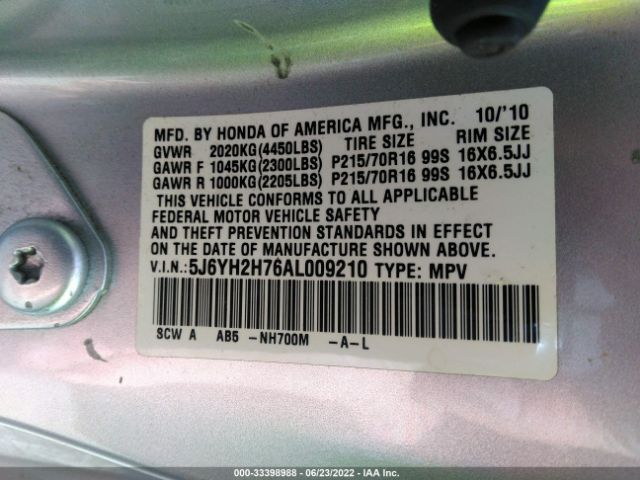 MFD. BY HONDA OF AMERICA MFG., INC. 10/'10
GVWR 2020KG(4450LBS) TIRE SIZE RIM SIZE
GAWR F 1045KG(2300LBS) P215/70R16 99S 16X6.5JJ
GAWR R 1000KG(2205LBS) P215/70R16 99S 16X6.5JJ
THIS VEHICLE CONFORMS TO ALL APPLICABLE
FEDERAL MOTOR VEHICLE SAFETY
AND THEFT PREVENTION STANDARDS IN EFFECT
ON THE DATE OF MANUFACTURE SHOWN ABOVE.
V.I.N.: 5J6YH2H76AL009210 TYPE: MPV
SCW A AB5 -NH700M -A-L
000-33398988 - 06/23/2022 - IAA Inc.